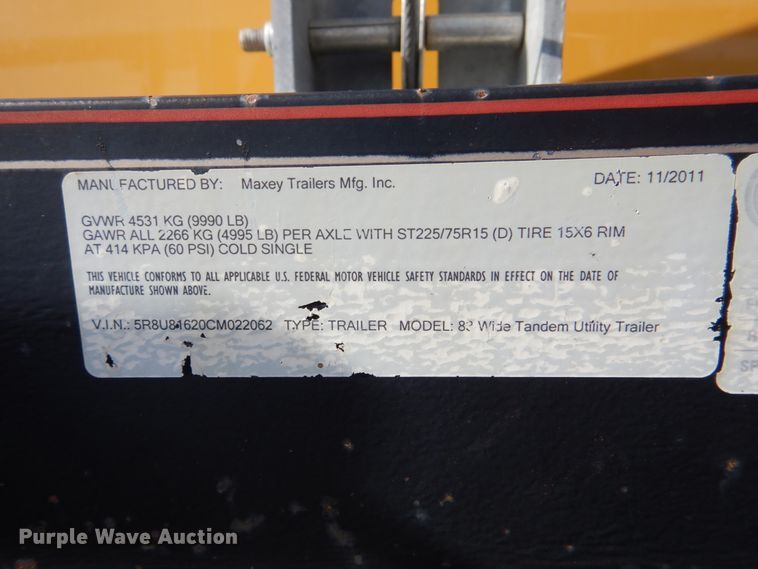 MANUFACTURED BY: Maxey Trailers Mfg. Inc. DATE: 11/2011
GVWR 4531 KG (9990 LB)
GAWR ALL 2266 KG (4995 LB) PER AXLE WITH ST225/75R15 (D) TIRE 15X6 RIM
AT 414 KPA (60 PSI) COLD SINGLE
THIS VEHICLE CONFORMS TO ALL APPLICABLE U.S. FEDERAL MOTOR VEHICLE SAFETY STANDARDS IN EFFECT ON THE DATE OF
MANUFACTURE SHOWN ABOVE.
V.I.N.: 5R8U81620CM022062 TYPE: TRAILER MODEL: 83 Wide Tandem Utility Trailer
Purple Wave Auction